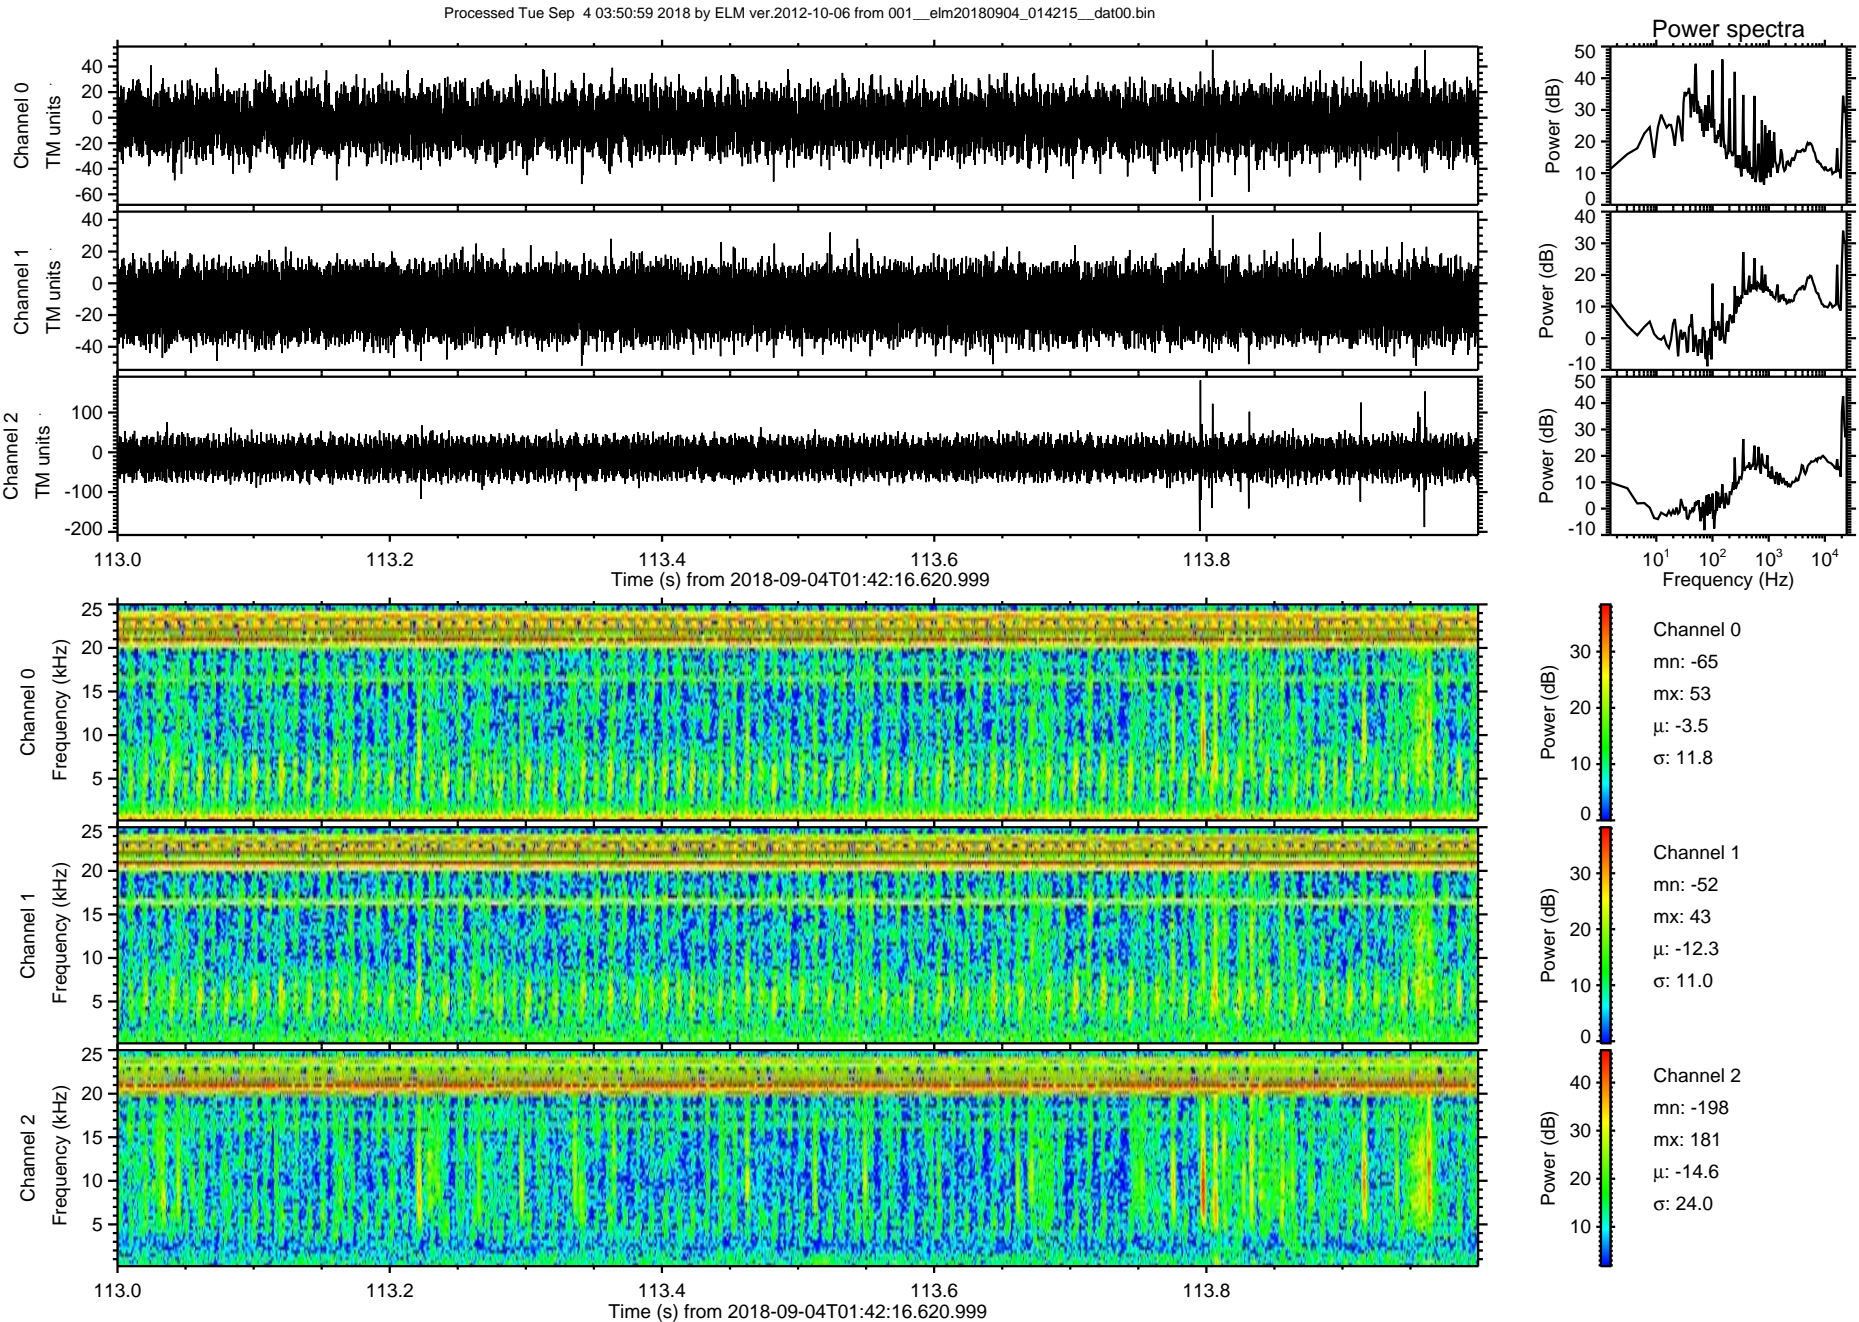 Processed Tue Sep  4 03:50:59 2018 by ELM ver.2012-10-06 from 001__elm20180904_014215__dat00.bin
Power spectra
Channel 0
TM units
40
20
0
-20
-40
-60
Power (dB)
50
40
30
20
10
0
Channel 1
TM units
40
20
0
-20
-40
Power (dB)
40
30
20
10
0
-10
Channel 2
TM units
100
0
-100
-200
Power (dB)
50
40
30
20
10
0
-10
113.0 113.2 113.4 113.6 113.8
Time (s) from 2018-09-04T01:42:16.620.999
10^1 10^2 10^3 10^4
Frequency (Hz)
Channel 0
Frequency (kHz)
25
20
15
10
5
Power (dB)
30
20
10
0
Channel 0
mn: -65
mx: 53
μ: -3.5
σ: 11.8
Channel 1
Frequency (kHz)
25
20
15
10
5
Power (dB)
30
20
10
0
Channel 1
mn: -52
mx: 43
μ: -12.3
σ: 11.0
Channel 2
Frequency (kHz)
25
20
15
10
5
Power (dB)
40
30
20
10
Channel 2
mn: -198
mx: 181
μ: -14.6
σ: 24.0
113.0 113.2 113.4 113.6 113.8
Time (s) from 2018-09-04T01:42:16.620.999